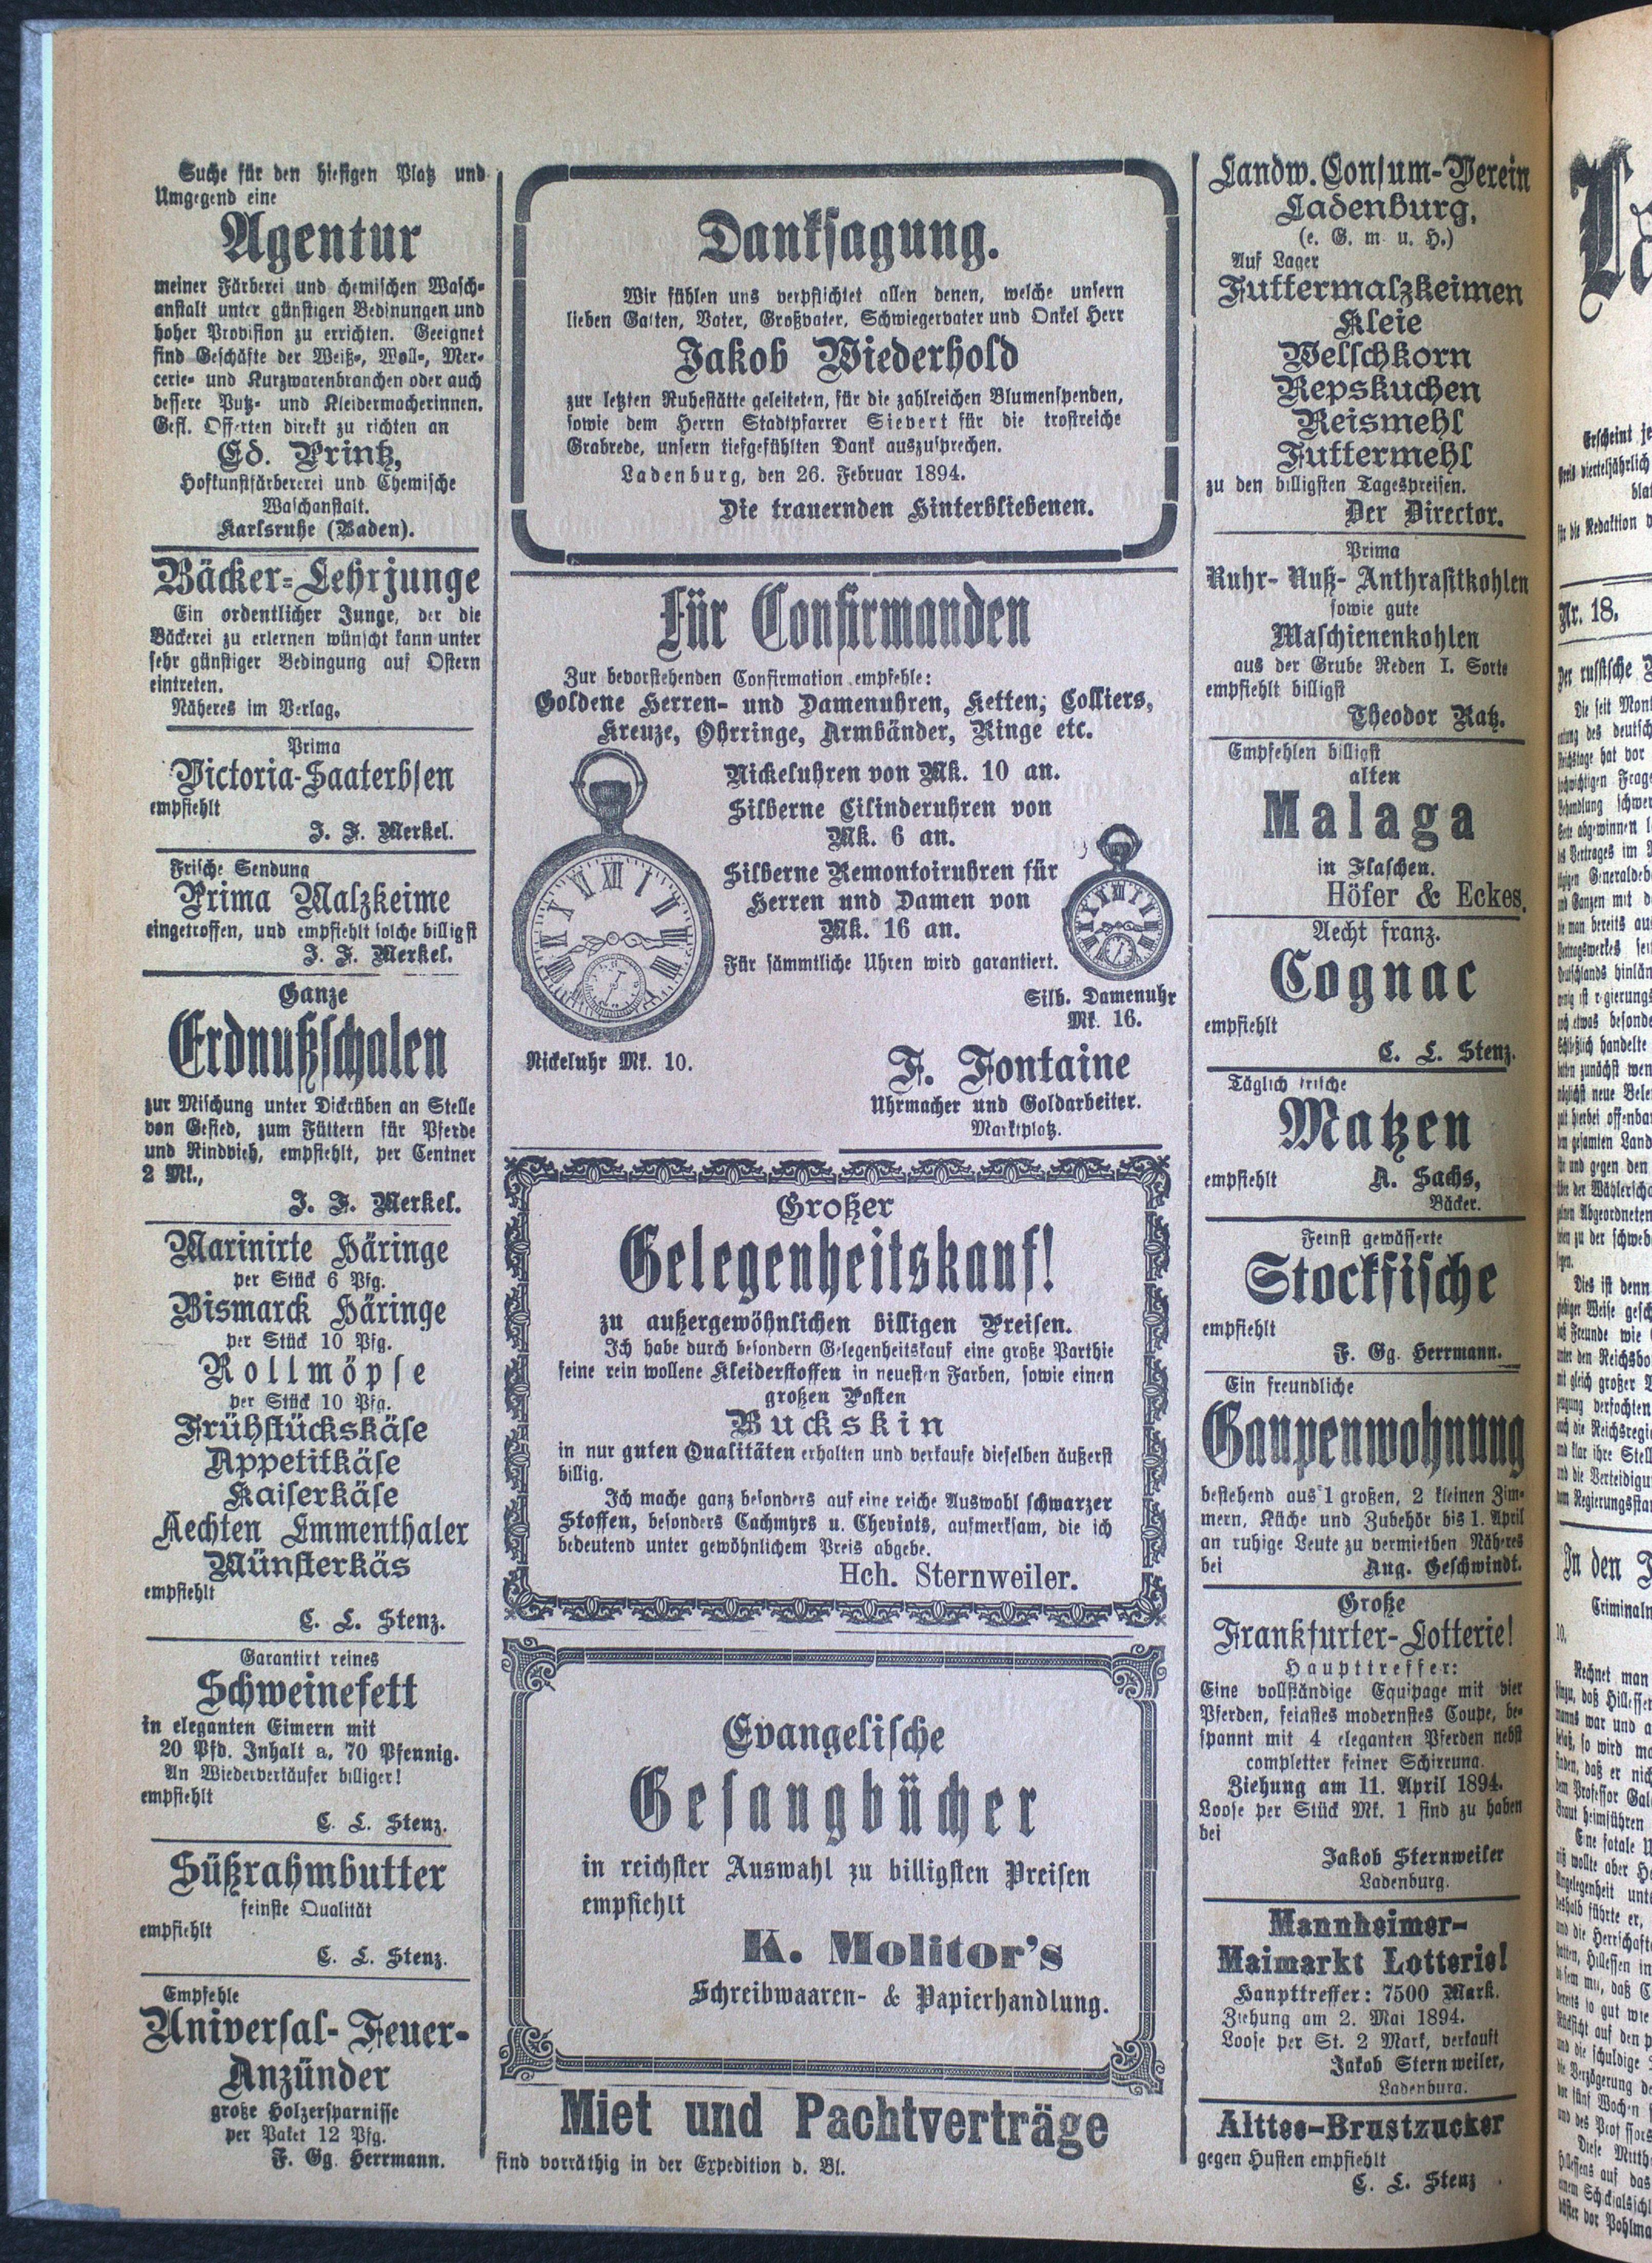 Suche für den hiesigen Platz und
Umgegend eine
Agentur
meiner Färberei und chemischen Wasch-
anstalt unter günstigen Bedinungen und
hoher Provision zu errichten. Geeignet
sind Geschäfte der Weiß-, Woll-, Mer-
cerie- und Kurzwarenbranchen oder auch
bessere Putz- und Kleidermacherinnen.
Gefl. Offerten direkt zu richten an
Ed. Printz,
Hofkunstfärbererei und Chemische
Waschanstalt.
Karlsruhe (Baden).
Bäcker-Lehrjunge
Ein ordentlicher Junge, der die
Bäckerei zu erlernen wünscht kann unter
sehr günstiger Bedingung auf Ostern
eintreten.
Näheres im Verlag.
Prima
Victoria-Saaterbsen
empfiehlt
J. F. Merkel.
Frische Sendung
Prima Malzkeime
eingetroffen, und empfiehlt solche billigst
J. F. Merkel.
Ganze
Erdnußschalen
zur Mischung unter Dickrüben an Stelle
von Gesied, zum Füttern für Pferde
und Rindvieh, empfiehlt, per Centner
2 Mk.,
J. F. Merkel.
Marinirte Häringe
per Stück 6 Pfg.
Bismarck Häringe
per Stück 10 Pfg.
Rollmöpse
per Stück 10 Pfg.
Frühstückskäse
Appetitkäse
Kaiserkäse
Aechten Emmenthaler
Münsterkäs
empfiehlt
C. L. Stenz.
Garantirt reines
Schweinefett
in eleganten Eimern mit
20 Pfd. Inhalt a. 70 Pfennig.
An Wiederverkäufer billiger!
empfiehlt
C. L. Stenz.
Süßrahmbutter
feinste Qualität
empfiehlt
C. L. Stenz.
Empfehle
Universal-Feuer-
Anzünder
große Holzersparnisse
per Paket 12 Pfg.
F. Gg. Herrmann.
Danksagung.
Wir fühlen uns verpflichtet allen denen, welche unsern
lieben Gatten, Vater, Großvater, Schwiegervater und Onkel Herr
Jakob Wiederhold
zur letzten Ruhestätte geleiteten, für die zahlreichen Blumenspenden,
sowie dem Herrn Stadtpfarrer Sievert für die trostreiche
Grabrede, unsern tiefgefühlten Dank auszusprechen.
Ladenburg, den 26. Februar 1894.
Die trauernden Hinterbliebenen.
Für Confirmanden
Zur bevorstehenden Confirmation empfehle:
Goldene Herren- und Damenuhren, Ketten, Colliers,
Kreuze, Ohrringe, Armbänder, Ringe etc.
Nickeluhren von Mk. 10 an.
Silberne Cilinderuhren von
Mk. 6 an.
Silberne Remontoiruhren für
Herren und Damen von
Mk. 16 an.
Für sämmtliche Uhren wird garantiert.
Silb. Damenuhr
Mk. 16.
Nickeluhr Mk. 10.
F. Fontaine
Uhrmacher und Goldarbeiter.
Marktplatz.
Großer
Gelegenheitskauf!
zu außergewöhnlichen billigen Preisen.
Ich habe durch besondern Gelegenheitskauf eine große Parthie
feine rein wollene Kleiderstoffen in neuesten Farben, sowie einen
großen Posten
Buckskin
in nur guten Qualitäten erhalten und verkaufe dieselben äußerst
billig.
Ich mache ganz besonders auf eine reiche Auswahl schwarzer
Stoffen, besonders Cachmyrs u. Cheviots, aufmerksam, die ich
bedeutend unter gewöhnlichem Preis abgebe.
Hch. Sternweiler.
Evangelische
Gesangbücher
in reichster Auswahl zu billigsten Preisen
empfiehlt
K. Molitor's
Schreibwaaren- & Papierhandlung.
Miet und Pachtverträge
sind vorräthig in der Expedition d. Bl.
Landw. Consum-Verein
Ladenburg,
(e. G. m. u. H.)
Auf Lager
Futtermalzkeimen
Kleie
Welschkorn
Repskuchen
Reismehl
Futtermehl
zu den billigsten Tagespreisen.
Der Director.
Prima
Ruhr- Nuß- Anthrasitkohlen
sowie gute
Maschienenkohlen
aus der Grube Reden I. Sorte
empfiehlt billigst
Theodor Katz.
Empfehlen billigst
alten
Malaga
in Flaschen.
Höfer & Eckes.
Aecht franz.
Cognac
empfiehlt
C. L. Stenz.
Täglich frische
Matzen
empfiehlt A. Sachs,
Bäcker.
Feinst gewässerte
Stockfische
empfiehlt
F. Gg. Herrmann.
Ein freundliche
Gaupenwohnung
bestehend aus 1 großen, 2 kleinen Zim-
mern, Küche und Zubehör bis 1. April
an ruhige Leute zu vermiethen Näheres
bei Aug. Geschwindt.
Große
Frankfurter-Lotterie!
Haupttreffer:
Eine vollständige Equipage mit vier
Pferden, feinstes modernstes Coupe, be-
spannt mit 4 eleganten Pferden nebst
completter feiner Schirrung.
Ziehung am 11. April 1894.
Loose per Stück Mk. 1 sind zu haben
bei
Jakob Sternweiler
Ladenburg.
Mannheimer-
Maimarkt Lotterie!
Haupttreffer: 7500 Mark.
Ziehung am 2. Mai 1894.
Loose per St. 2 Mark, verkauft
Jakob Sternweiler,
Ladenburg.
Alttee-Brustzucker
gegen Husten empfiehlt
C. L. Stenz
Erscheint
Nr. 18.
Der russische
Die seit
In den